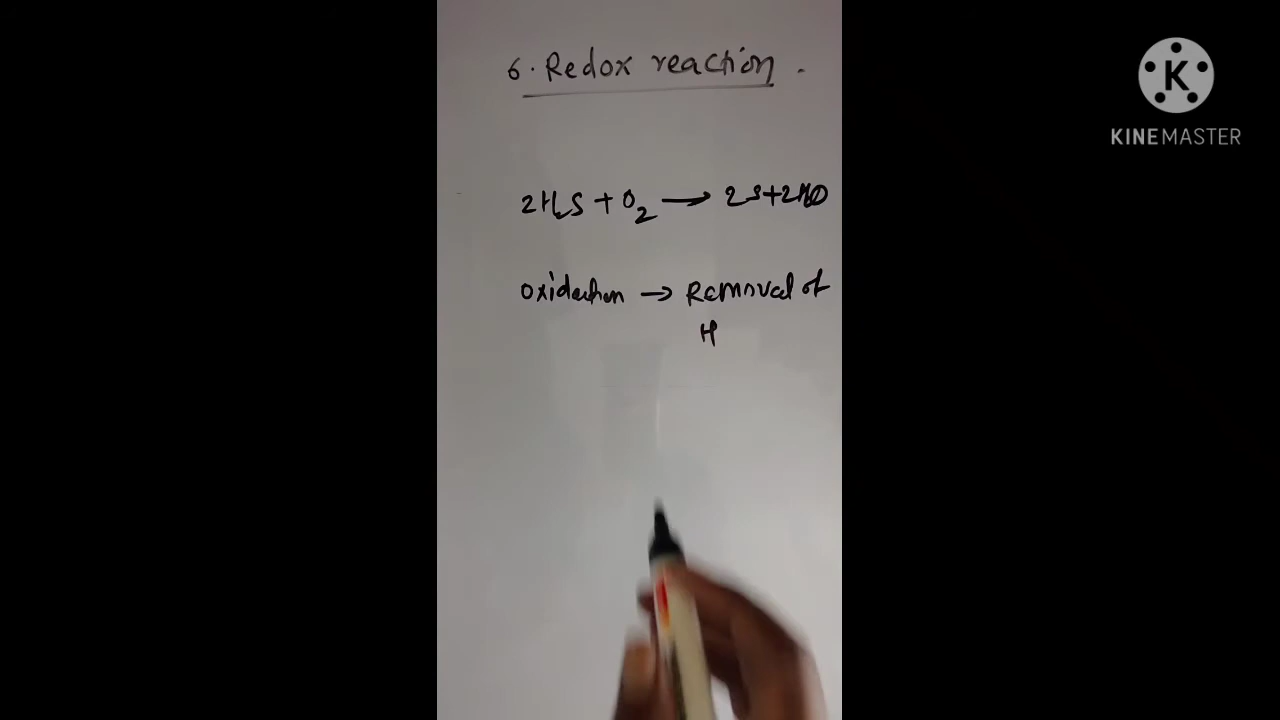 6. Redox reaction.
2H₂S + O₂ → 2S+2H₂O
oxidation → Removal of
H
K
KINEMASTER